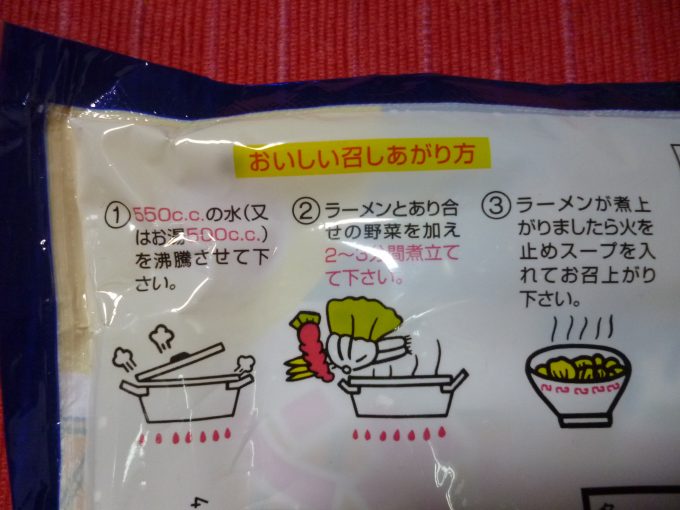 おいしい召しあがり方
① 550c.c.の水(又
はお湯500c.c.)
を沸騰させて下
さい。
② ラーメンとあり合
せの野菜を加え
2〜3分間煮立て
て下さい。
③ ラーメンが煮上
がりましたら火を
止めスープを入
れてお召上がり
下さい。
4